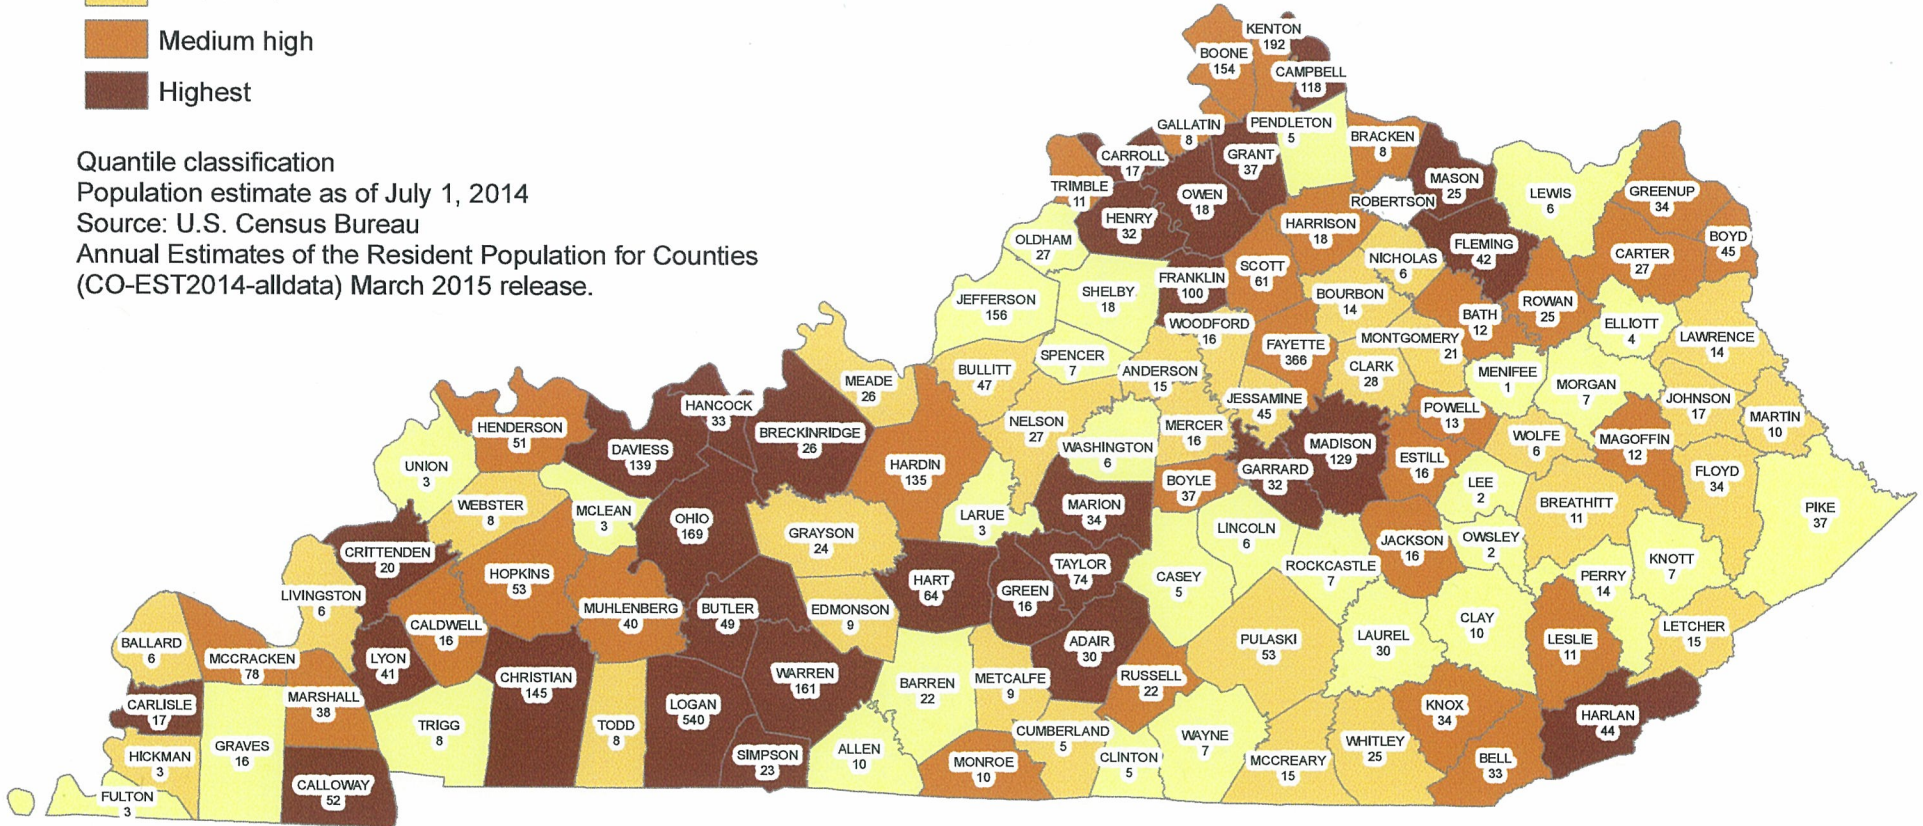 Medium high
Highest
Quantile classification
Population estimate as of July 1, 2014
Source: U.S. Census Bureau
Annual Estimates of the Resident Population for Counties
(CO-EST2014-alldata) March 2015 release.
KENTON
192
BOONE
154
CAMPBELL
118
GALLATIN
8
PENDLETON
5
BRACKEN
8
CARROLL
17
GRANT
37
MASON
25
TRIMBLE
11
OWEN
18
ROBERTSON
LEWIS
6
GREENUP
34
HENRY
32
HARRISON
18
OLDHAM
27
FLEMING
42
BOYD
45
NICHOLAS
6
CARTER
27
FRANKLIN
100
SCOTT
61
JEFFERSON
156
SHELBY
18
BOURBON
14
BATH
12
ROWAN
25
WOODFORD
16
ELLIOTT
4
FAYETTE
366
MONTGOMERY
21
LAWRENCE
14
SPENCER
7
ANDERSON
15
CLARK
28
BULLITT
47
MENIFEE
1
MORGAN
7
MEADE
26
JESSAMINE
45
POWELL
13
JOHNSON
17
MARTIN
10
HANCOCK
33
NELSON
27
MERCER
16
HENDERSON
51
BRECKINRIDGE
26
WASHINGTON
6
MADISON
129
WOLFE
6
MAGOFFIN
12
DAVIESS
139
HARDIN
135
ESTILL
16
FLOYD
34
UNION
3
BOYLE
37
GARRARD
32
LEE
2
WEBSTER
8
MCLEAN
3
MARION
34
BREATHITT
11
PIKE
37
OHIO
169
LARUE
3
GRAYSON
24
LINCOLN
6
JACKSON
16
OWSLEY
2
CRITTENDEN
20
KNOTT
7
HOPKINS
53
HART
64
TAYLOR
74
CASEY
5
ROCKCASTLE
7
PERRY
14
LIVINGSTON
6
GREEN
16
MUHLENBERG
40
BUTLER
49
EDMONSON
9
CALDWELL
16
CLAY
10
LETCHER
15
BALLARD
6
MCCRACKEN
78
LYON
41
ADAIR
30
PULASKI
53
LAUREL
30
LESLIE
11
CHRISTIAN
145
WARREN
161
RUSSELL
22
BARREN
22
METCALFE
9
MARSHALL
38
CARLISLE
17
LOGAN
540
KNOX
34
HARLAN
44
TRIGG
8
TODD
8
CUMBERLAND
5
WAYNE
7
WHITLEY
25
GRAVES
16
ALLEN
10
HICKMAN
3
SIMPSON
23
MONROE
10
CLINTON
5
MCCREARY
15
BELL
33
CALLOWAY
52
FULTON
3